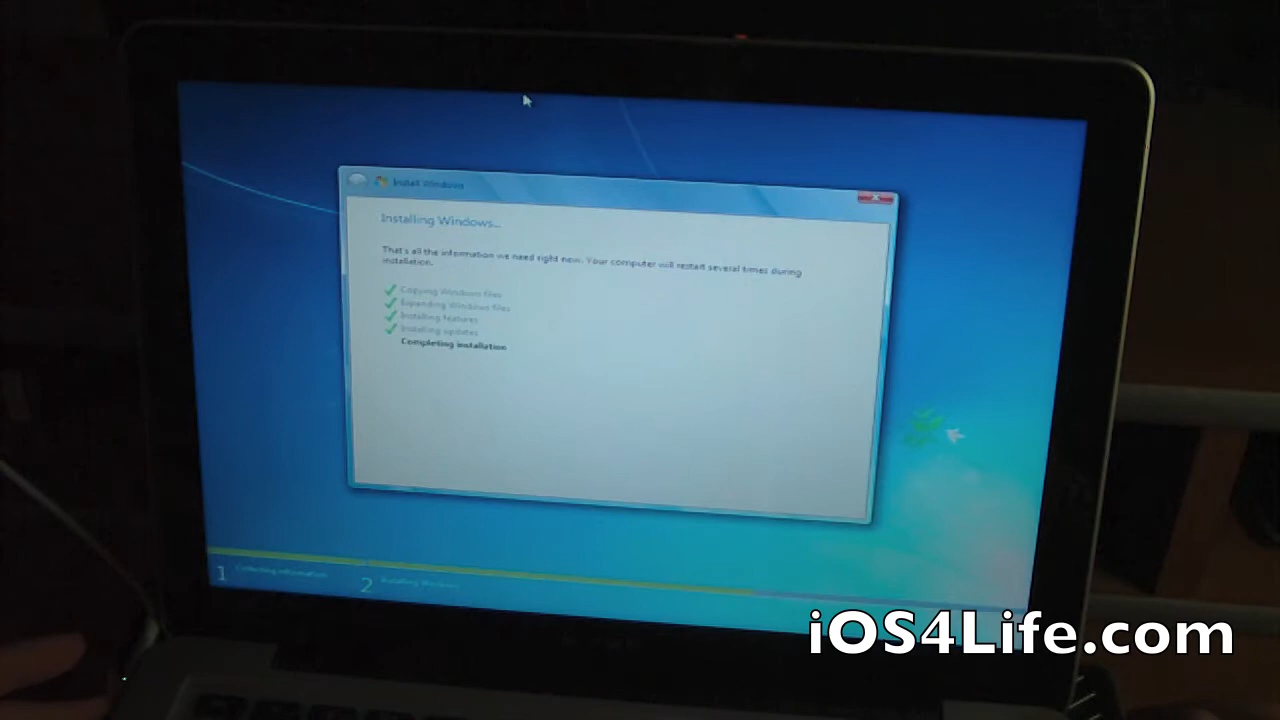 Install Windows
Installing Windows...
That's all the information we need right now. Your computer will restart several times during
installation.
Copying Windows files
Expanding Windows files
Installing features
Installing updates
Completing installation
1 Collecting information
2 Installing Windows
iOS4Life.com